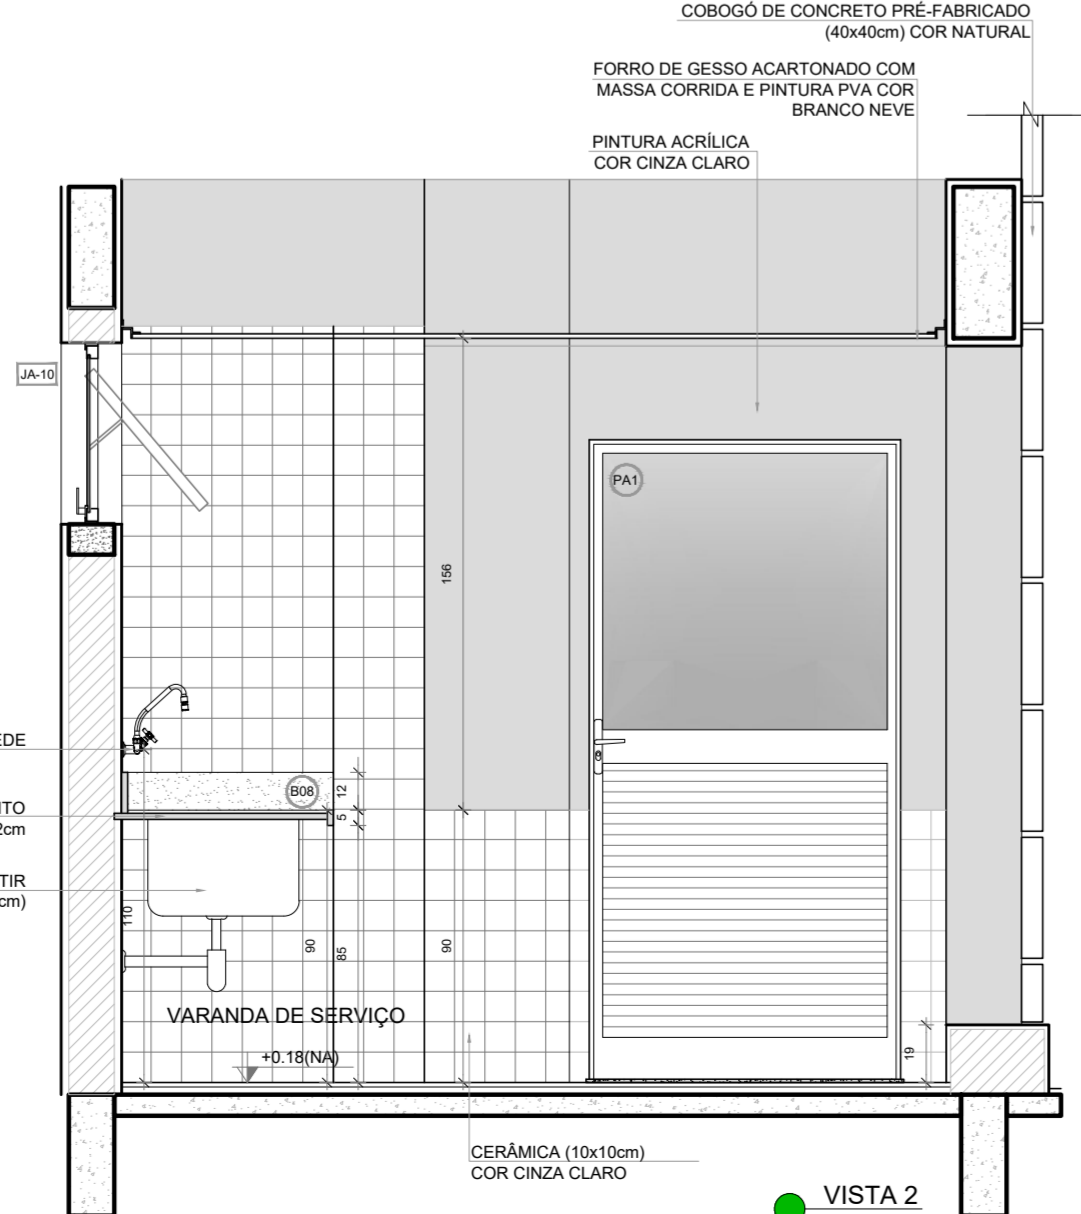 COBOGÓ DE CONCRETO PRÉ-FABRICADO
(40x40cm) COR NATURAL
FORRO DE GESSO ACARTONADO COM
MASSA CORRIDA E PINTURA PVA COR
BRANCO NEVE
PINTURA ACRÍLICA
COR CINZA CLARO
JA-10
PA1
156
EDE
B08
12
ITO
2cm
5
TIR
cm)
110
90
85
90
VARANDA DE SERVIÇO
+0.18(NA)
19
CERÂMICA (10x10cm)
COR CINZA CLARO
VISTA 2